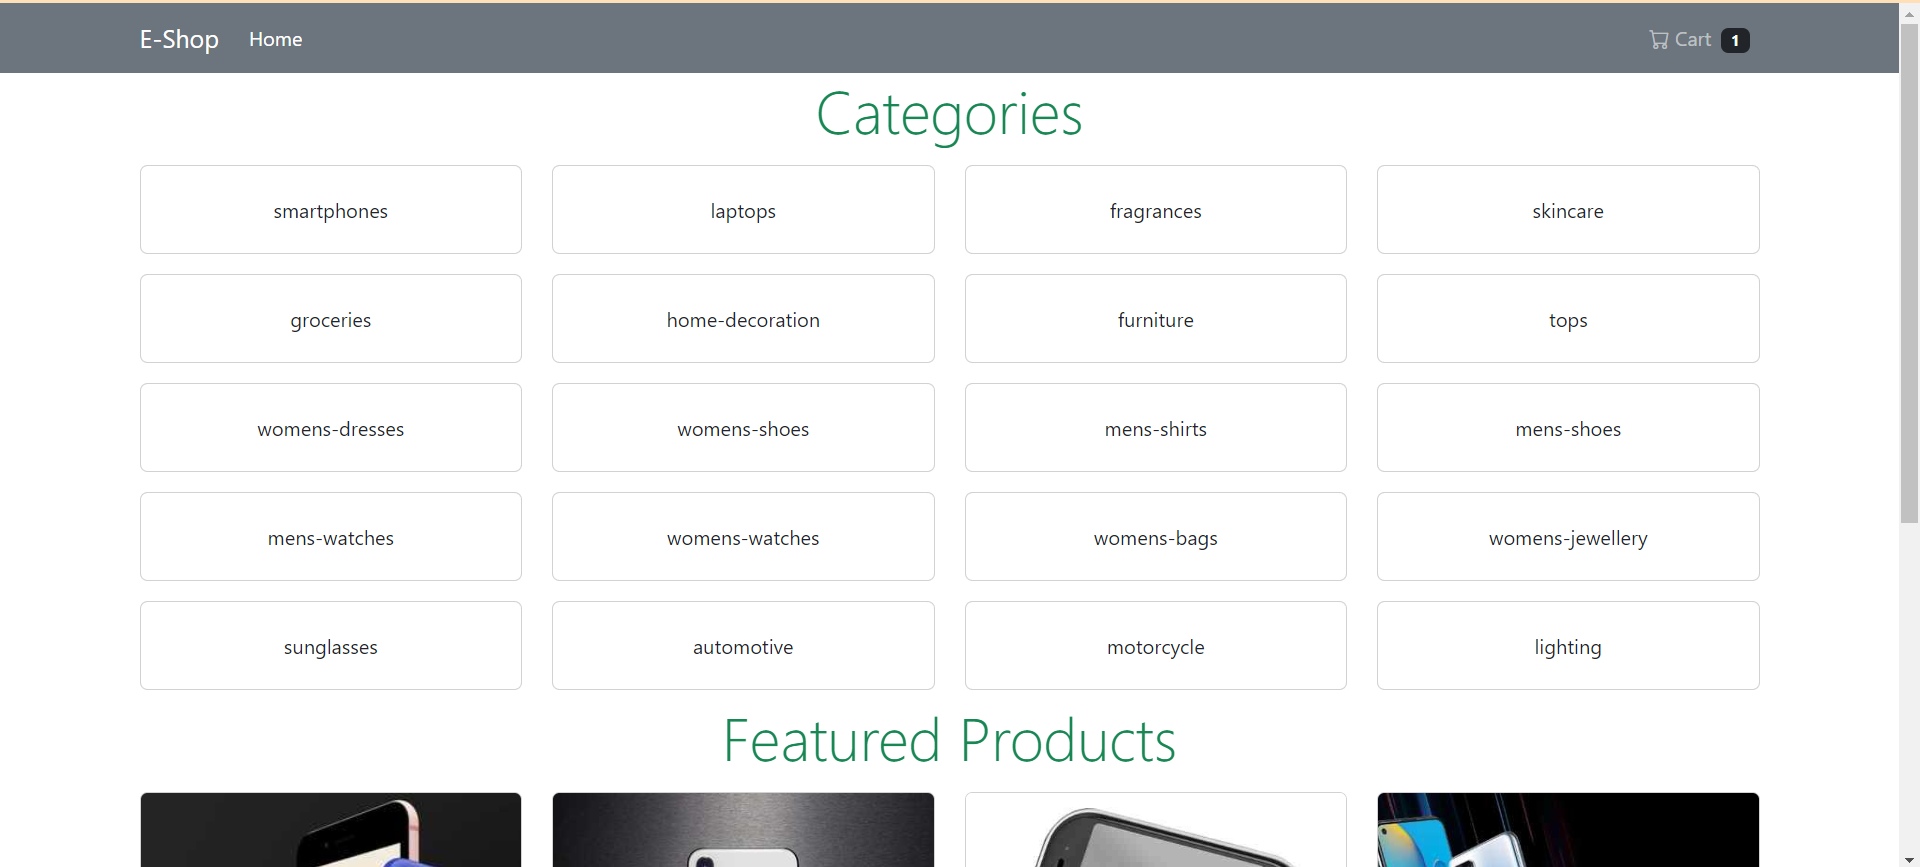 E-Shop Home Cart 1
Categories
smartphones laptops fragrances skincare
groceries home-decoration furniture tops
womens-dresses womens-shoes mens-shirts mens-shoes
mens-watches womens-watches womens-bags womens-jewellery
sunglasses automotive motorcycle lighting
Featured Products